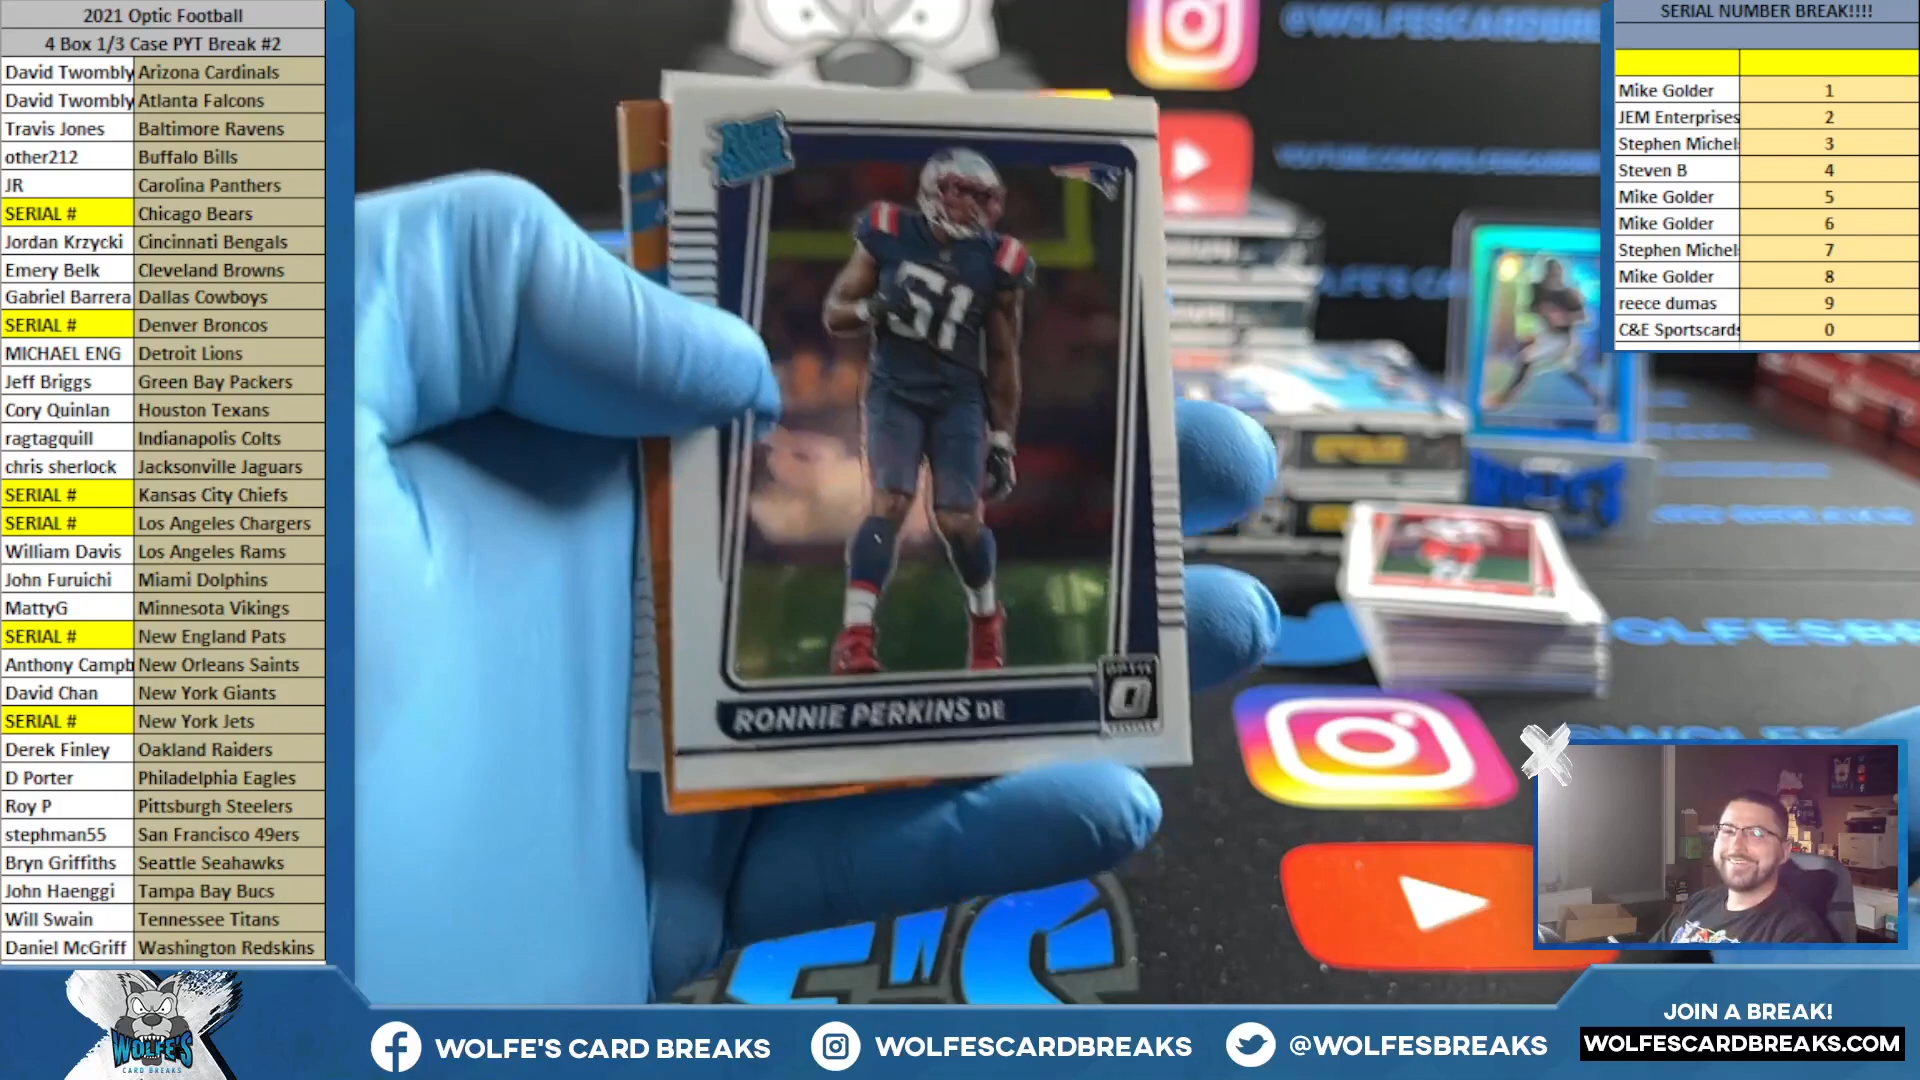 2021 Optic Football
4 Box 1/3 Case PYT Break #2
David Twombly Arizona Cardinals
David Twombly Atlanta Falcons
Travis Jones Baltimore Ravens
other212 Buffalo Bills
JR Carolina Panthers
SERIAL # Chicago Bears
Jordan Krzycki Cincinnati Bengals
Emery Belk Cleveland Browns
Gabriel Barrera Dallas Cowboys
SERIAL # Denver Broncos
MICHAEL ENG Detroit Lions
Jeff Briggs Green Bay Packers
Cory Quinlan Houston Texans
ragtagquill Indianapolis Colts
chris sherlock Jacksonville Jaguars
SERIAL # Kansas City Chiefs
SERIAL # Los Angeles Chargers
William Davis Los Angeles Rams
John Furuichi Miami Dolphins
MattyG Minnesota Vikings
SERIAL # New England Pats
Anthony Campb New Orleans Saints
David Chan New York Giants
SERIAL # New York Jets
Derek Finley Oakland Raiders
D Porter Philadelphia Eagles
Roy P Pittsburgh Steelers
stephman55 San Francisco 49ers
Bryn Griffiths Seattle Seahawks
John Haenggi Tampa Bay Bucs
Will Swain Tennessee Titans
Daniel McGriff Washington Redskins
SERIAL NUMBER BREAK!!!!
Mike Golder 1
JEM Enterprises 2
Stephen Michel 3
Steven B 4
Mike Golder 5
Mike Golder 6
Stephen Michel 7
Mike Golder 8
reece dumas 9
C&E Sportscards 0
@WOLFESCARDBRE
51
RONNIE PERKINS DE
WOLFESBR
WOLFE'S
CARD BREAKS
WOLFE'S CARD BREAKS
WOLFESCARDBREAKS
@WOLFESBREAKS
JOIN A BREAK!
WOLFESCARDBREAKS.COM